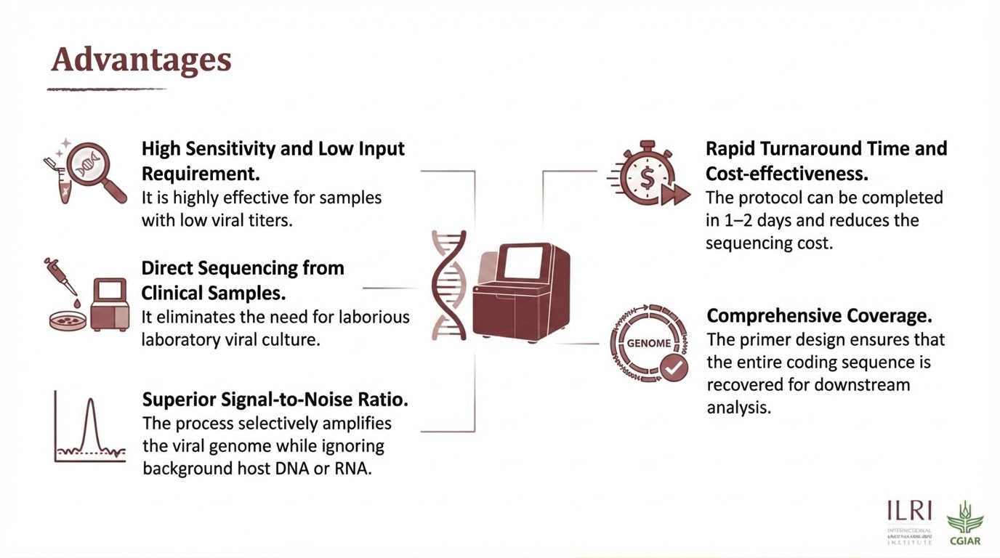 Advantages
High Sensitivity and Low Input
Requirement.
It is highly effective for samples
with low viral titers.
Direct Sequencing from
Clinical Samples.
It eliminates the need for laborious
laboratory viral culture.
Superior Signal-to-Noise Ratio.
The process selectively amplifies
the viral genome while ignoring
background host DNA or RNA.
$
Rapid Turnaround Time and
Cost-effectiveness.
The protocol can be completed
in 1–2 days and reduces the
sequencing cost.
GENOME
Comprehensive Coverage.
The primer design ensures that
the entire coding sequence is
recovered for downstream
analysis.
ILRI
INTERNATIONAL
INSTITUTE
CGIAR